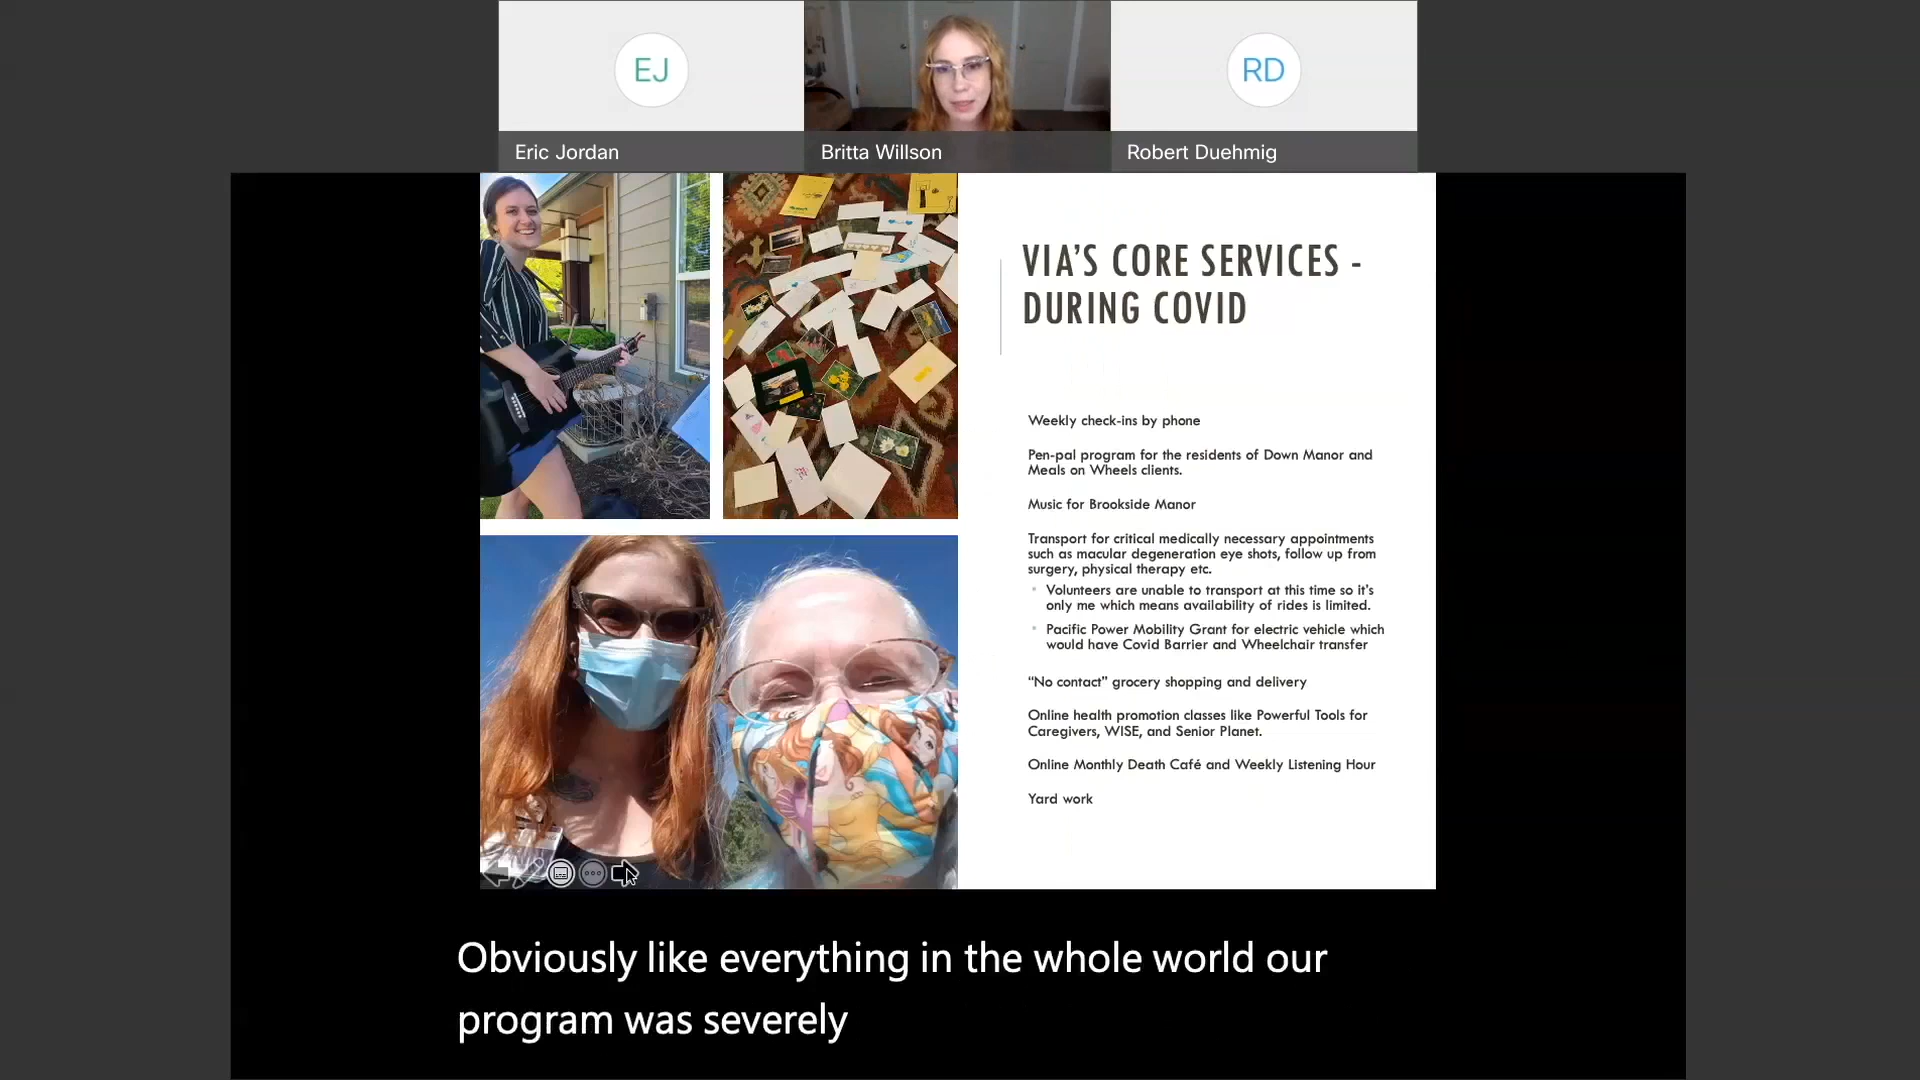 EJ
RD
Eric Jordan
Britta Willson
Robert Duehmig
VIA'S CORE SERVICES -
DURING COVID
Weekly check-ins by phone
Pen-pal program for the residents of Down Manor and
Meals on Wheels clients.
Music for Brookside Manor
Transport for critical medically necessary appointments
such as macular degeneration eye shots, follow up from
surgery, physical therapy etc.
Volunteers are unable to transport at this time so it's
only me which means availability of rides is limited.
Pacific Power Mobility Grant for electric vehicle which
would have Covid Barrier and Wheelchair transfer
“No contact” grocery shopping and delivery
Online health promotion classes like Powerful Tools for
Caregivers, WISE, and Senior Planet.
Online Monthly Death Café and Weekly Listening Hour
Yard work
Obviously like everything in the whole world our
program was severely